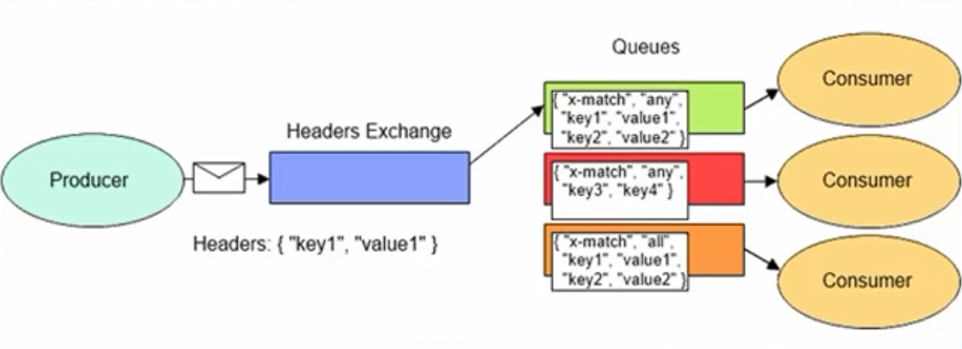 Queues
Consumer
{ "x-match", "any",
"key1", "value1",
"key2", "value2" }
Headers Exchange
Producer
Consumer
{ "x-match", "any",
"key3", "key4" }
Headers: { "key1", "value1" }
{ "x-match", "all",
"key1", "value1",
"key2", "value2" }
Consumer